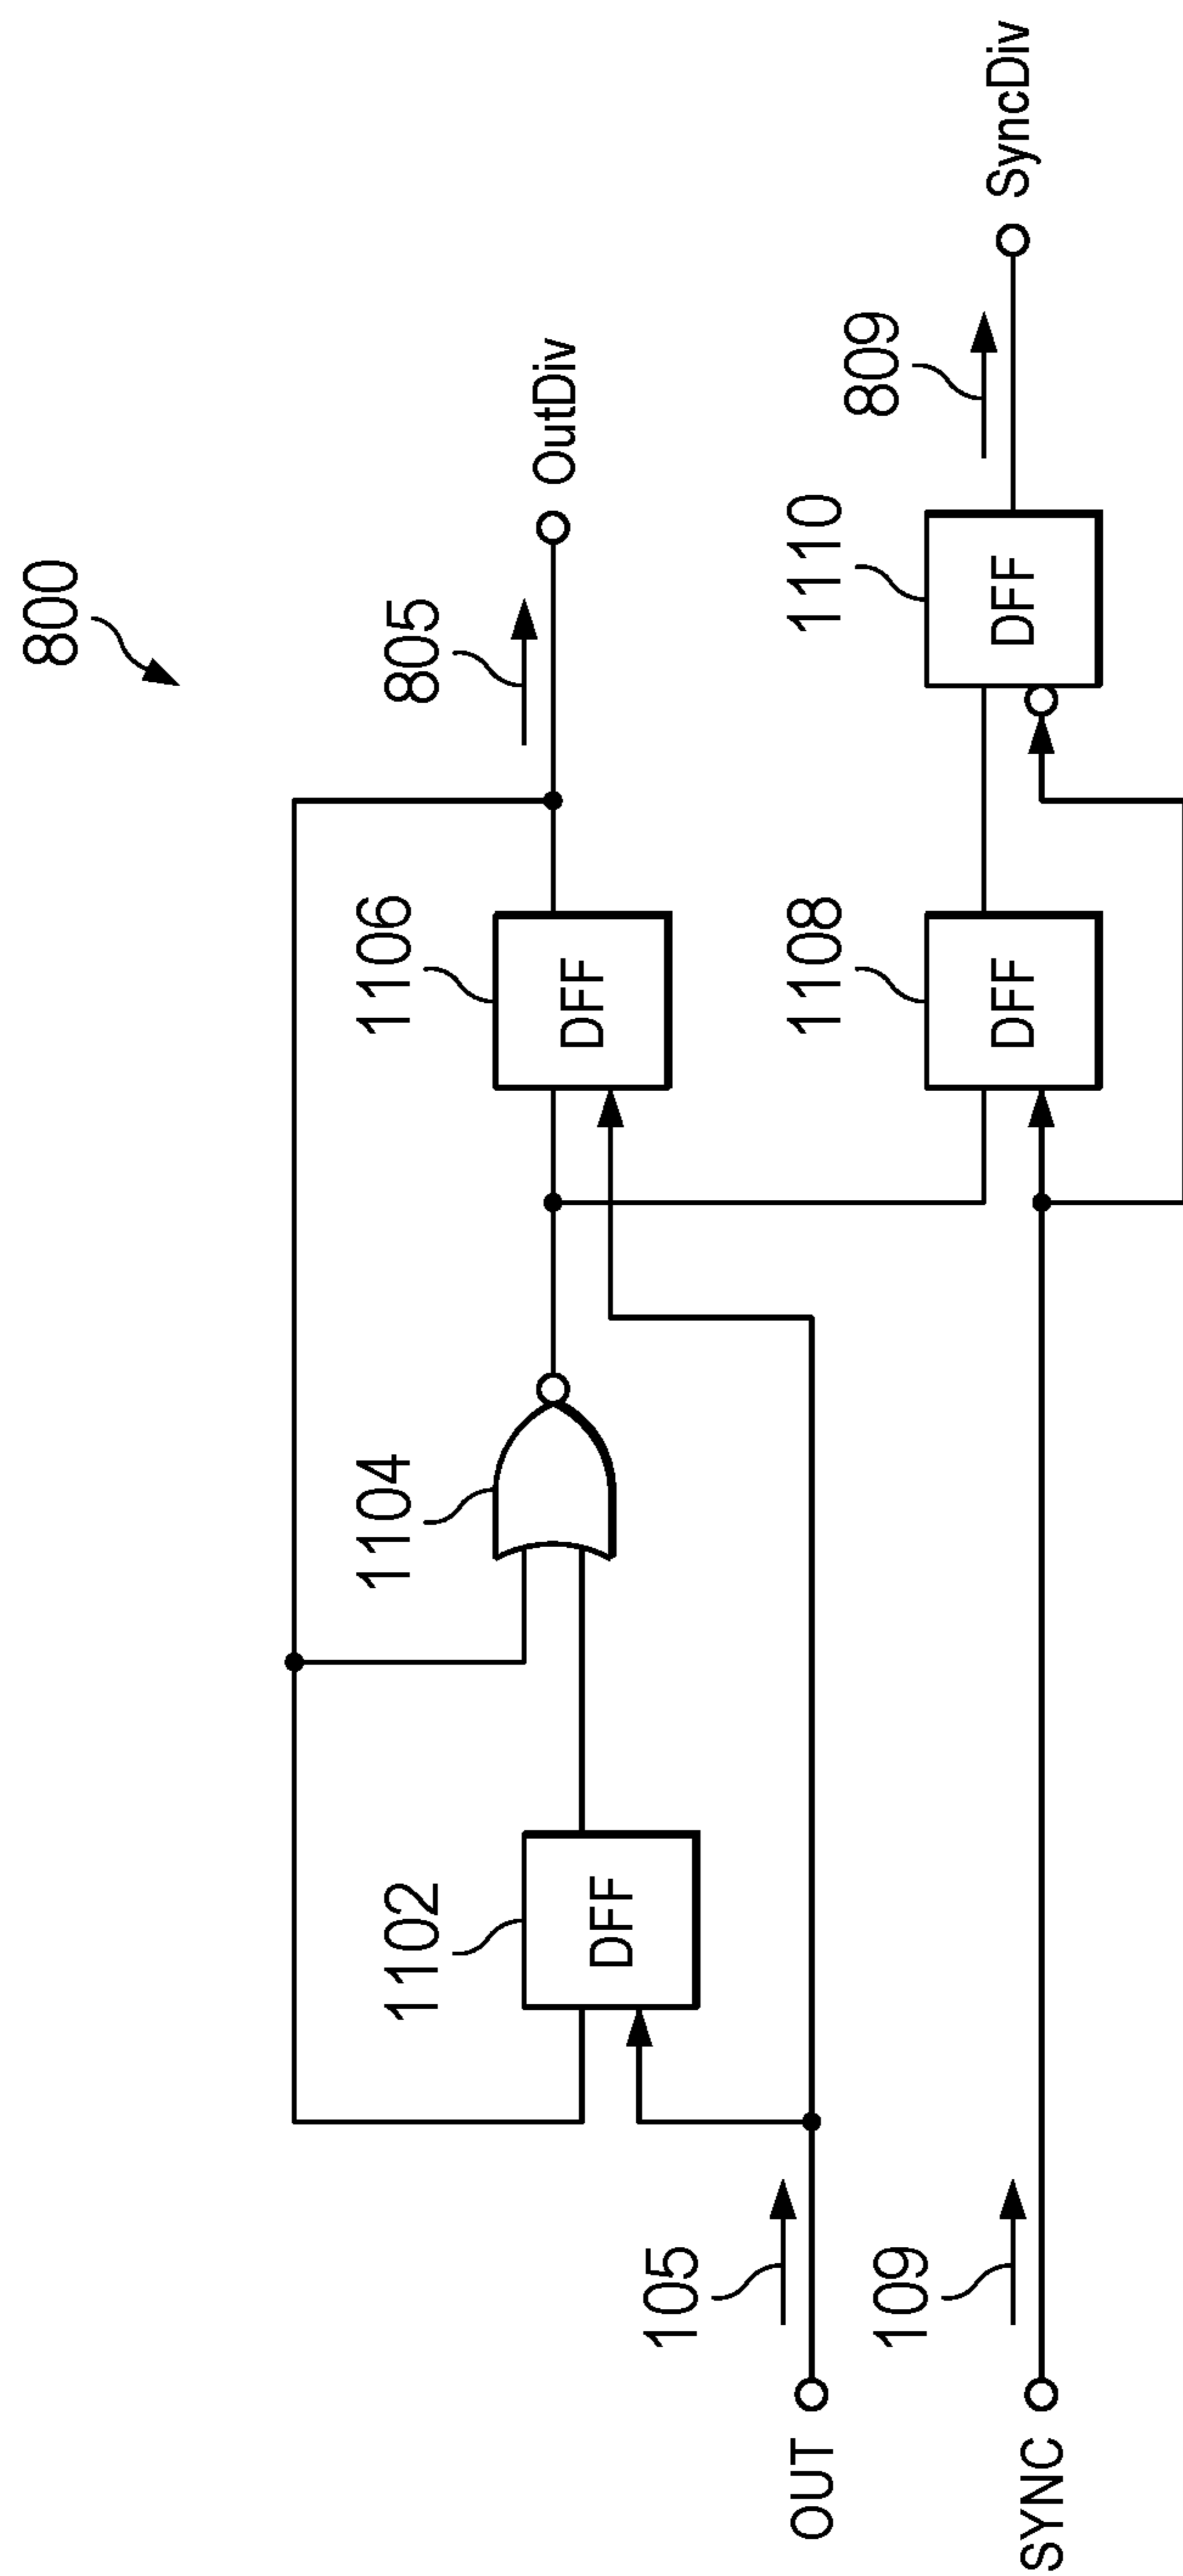 800
805
OutDiv
1102
DFF
1104
1106
DFF
105
OUT
109
SYNC
1108
DFF
1110
DFF
809
SyncDiv